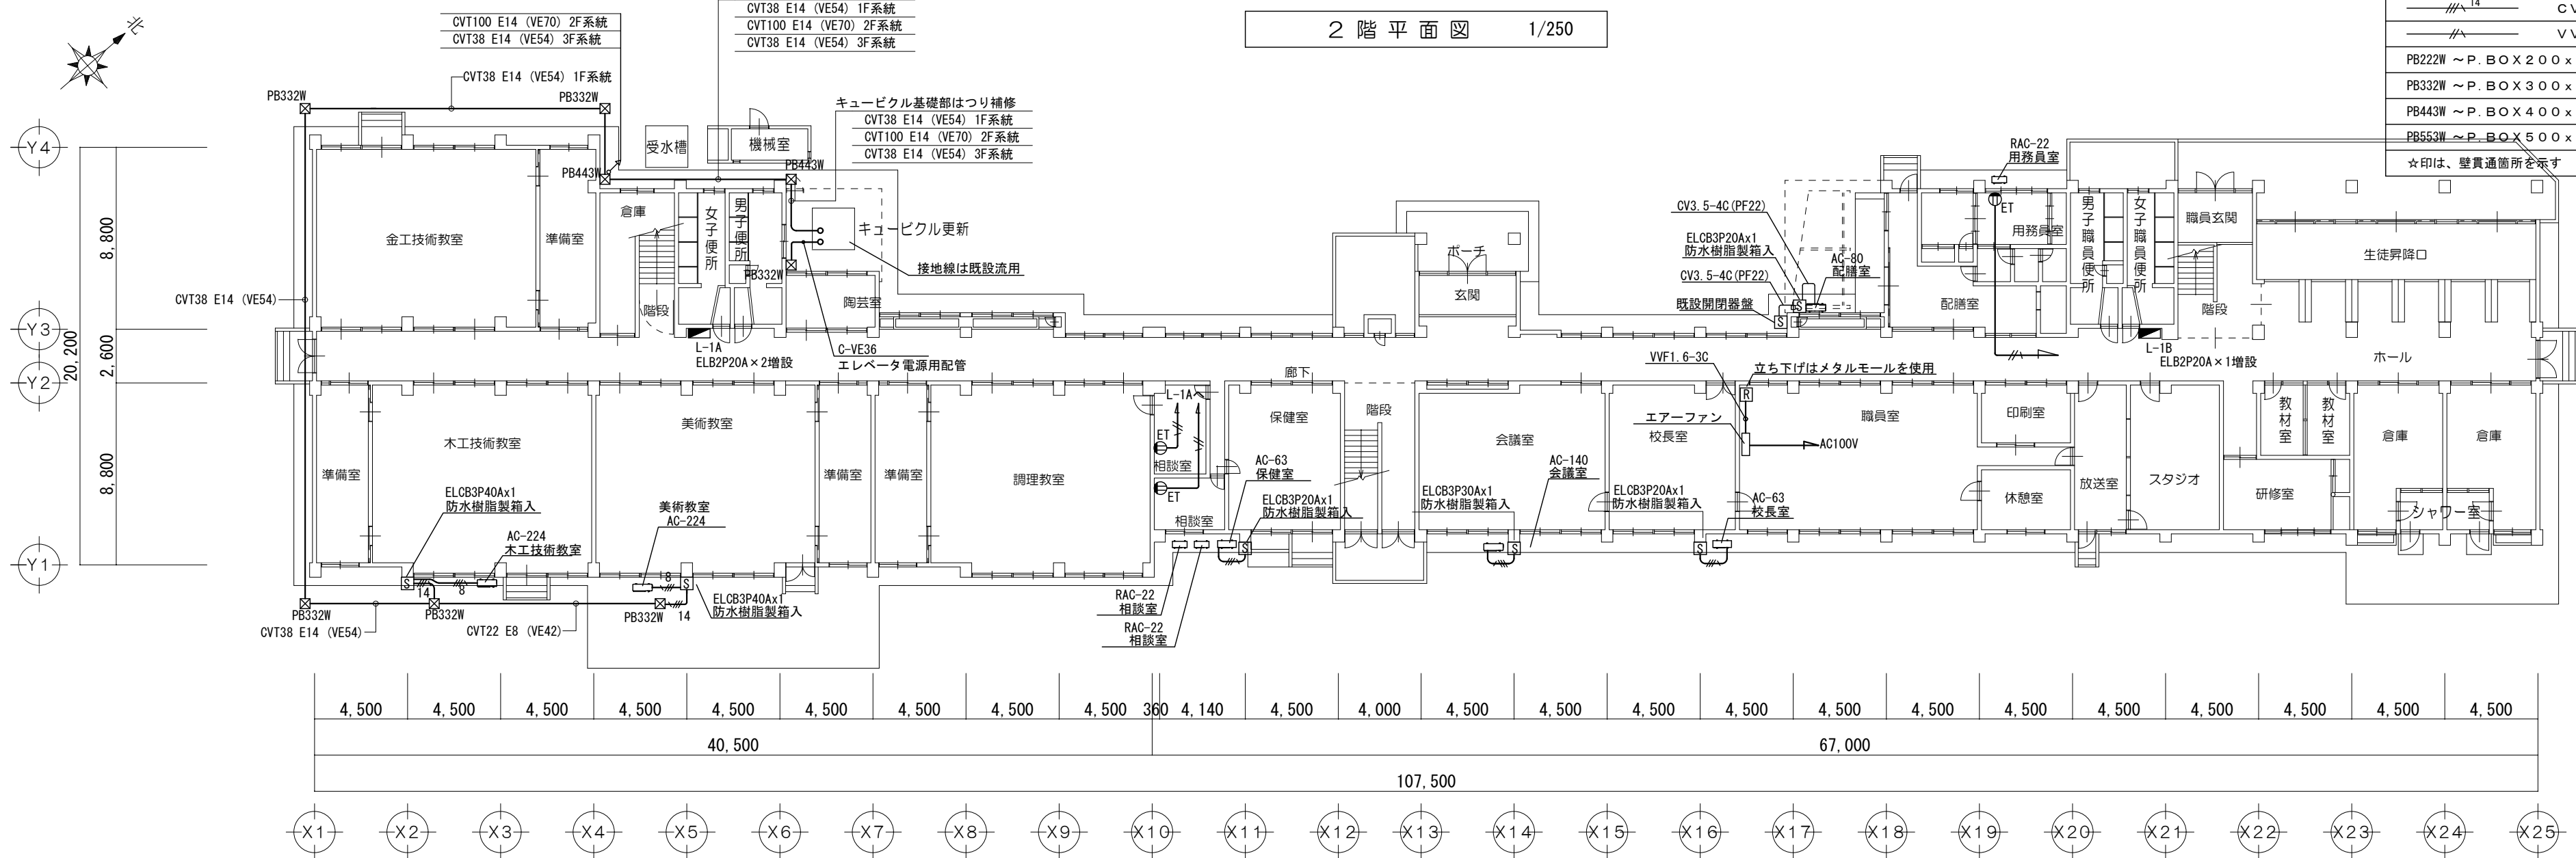 CVT38 E14 (VE54) 1F系統
CVT100 E14 (VE70) 2F系統
CVT38 E14 (VE54) 3F系統
CVT100 E14 (VE70) 2F系統
CVT38 E14 (VE54) 3F系統
CVT38 E14 (VE54) 1F系統
北
2階平面図 1/250
14
CV
VV
PB222W ～P.BOX200x
PB332W ～P.BOX300x
PB443W ～P.BOX400x
PB553W ～P.BOX500x
☆印は、壁貫通箇所を示す
PB332W
PB332W
キュービクル基礎部はつり補修
CVT38 E14 (VE54) 1F系統
CVT100 E14 (VE70) 2F系統
CVT38 E14 (VE54) 3F系統
Y4
受水槽
機械室
PB443W
PB443W
RAC-22
用務員室
ET
金工技術教室
準備室
倉庫
女子便所
男子便所
階段
PB332W
キュービクル更新
接地線は既設流用
陶芸室
ポーチ
玄関
CV3.5-4C(PF22)
ELCB3P20Ax1
防水樹脂製箱入
CV3.5-4C(PF22)
既設開閉器盤
AC-80
配膳室
S
S
配膳室
用務員室
男子職員便所
女子職員便所
職員玄関
階段
生徒昇降口
8,800
CVT38 E14 (VE54)
Y3
2,600
20,200
Y2
L-1A
ELB2P20A×2増設
C-VE36
エレベータ電源用配管
廊下
VVF1.6-3C
立ち下げはメタルモールを使用
L-1B
ELB2P20A×1増設
ホール
8,800
準備室
木工技術教室
美術教室
準備室
準備室
調理教室
L-1A
ET
相談室
ET
相談室
保健室
階段
会議室
校長室
R
エアーファン
AC100V
職員室
印刷室
休憩室
放送室
スタジオ
研修室
教材室
教材室
倉庫
倉庫
シャワー室
ELCB3P40Ax1
防水樹脂製箱入
AC-224
木工技術教室
美術教室
AC-224
AC-63
保健室
ELCB3P20Ax1
防水樹脂製箱入
ELCB3P30Ax1
防水樹脂製箱入
AC-140
会議室
ELCB3P20Ax1
防水樹脂製箱入
AC-63
校長室
Y1
S
14
8
8
S
S
S
S
PB332W
PB332W
PB332W
14
ELCB3P40Ax1
防水樹脂製箱入
CVT38 E14 (VE54)
CVT22 E8 (VE42)
RAC-22
相談室
RAC-22
相談室
4,500 4,500 4,500 4,500 4,500 4,500 4,500 4,500 4,500 360 4,140 4,500 4,000 4,500 4,500 4,500 4,500 4,500 4,500 4,500 4,500 4,500 4,500 4,500 4,500
40,500 67,000
107,500
X1 X2 X3 X4 X5 X6 X7 X8 X9 X10 X11 X12 X13 X14 X15 X16 X17 X18 X19 X20 X21 X22 X23 X24 X25